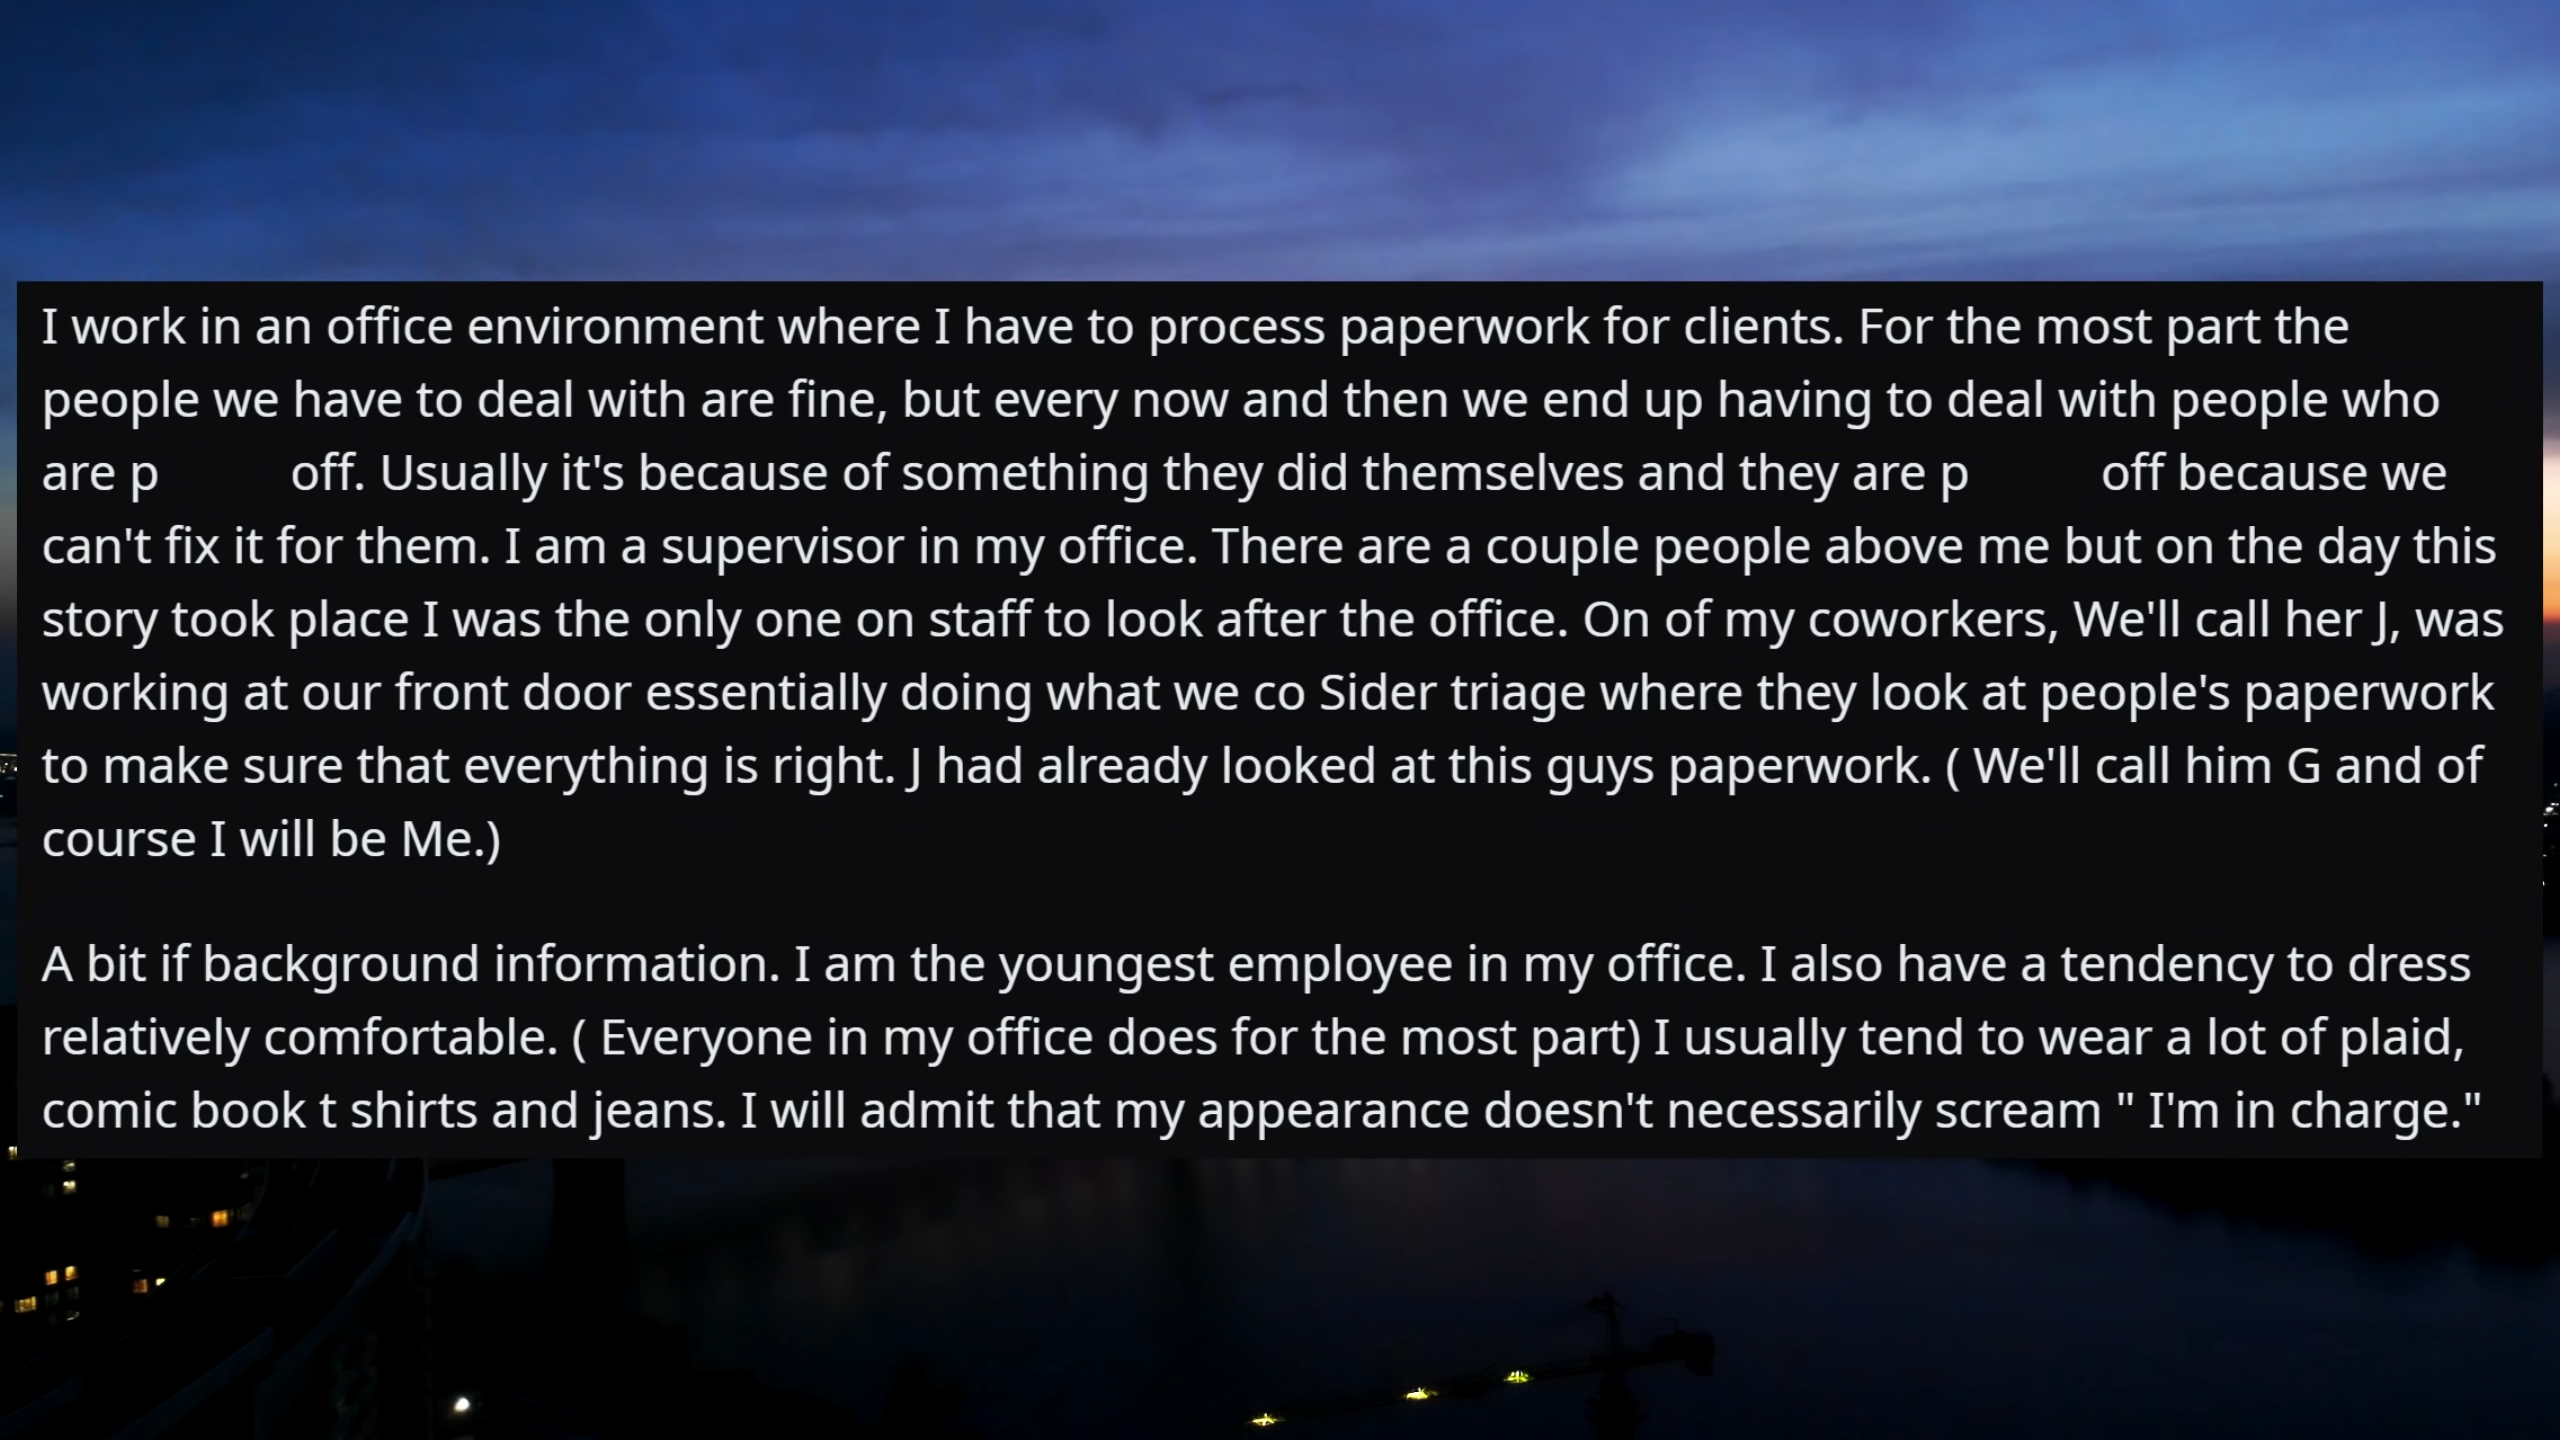 I work in an office environment where I have to process paperwork for clients. For the most part the
people we have to deal with are fine, but every now and then we end up having to deal with people who
are p off. Usually it's because of something they did themselves and they are p off because we
can't fix it for them. I am a supervisor in my office. There are a couple people above me but on the day this
story took place I was the only one on staff to look after the office. On of my coworkers, We'll call her J, was
working at our front door essentially doing what we co Sider triage where they look at people's paperwork
to make sure that everything is right. J had already looked at this guys paperwork. ( We'll call him G and of
course I will be Me.)
A bit if background information. I am the youngest employee in my office. I also have a tendency to dress
relatively comfortable. ( Everyone in my office does for the most part) I usually tend to wear a lot of plaid,
comic book t shirts and jeans. I will admit that my appearance doesn't necessarily scream " I'm in charge."